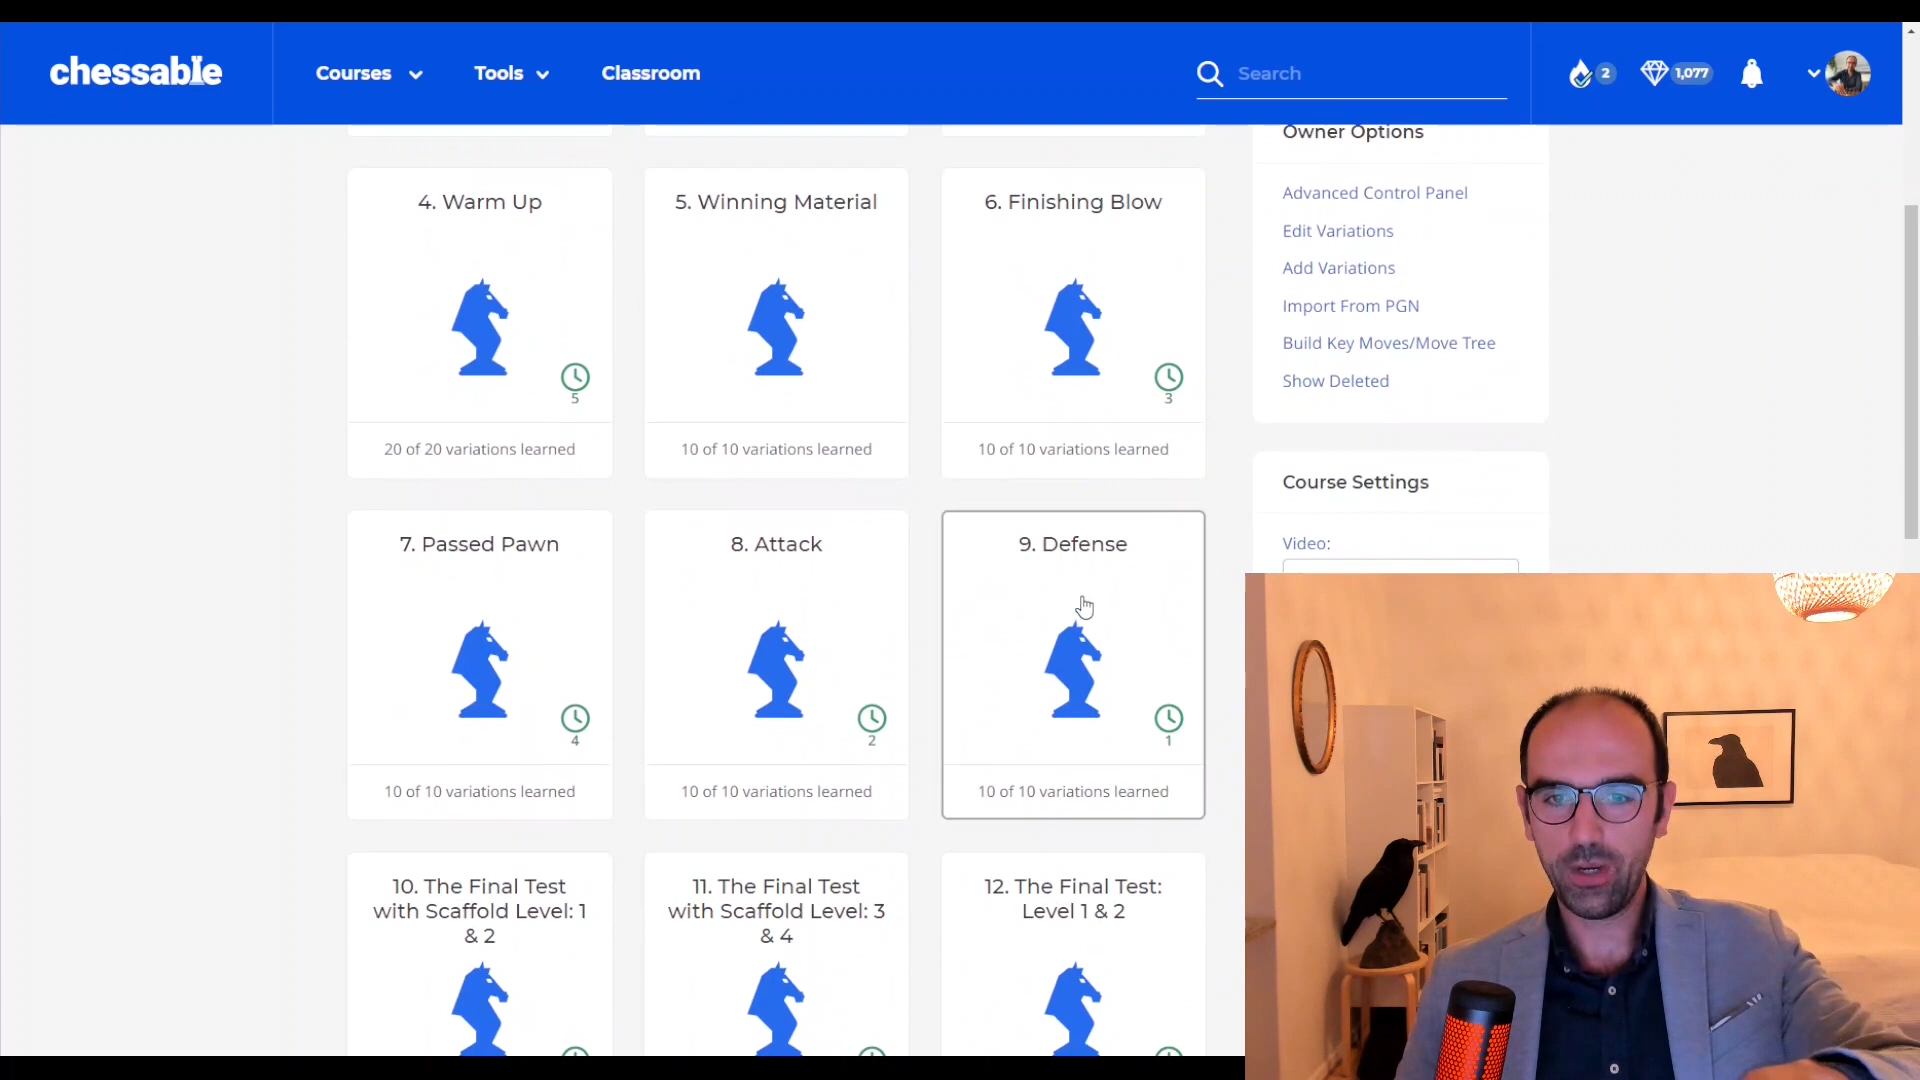 chessable
Courses
Tools
Classroom
Search
2
1,077
Owner Options
4. Warm Up
5. Winning Material
6. Finishing Blow
Advanced Control Panel
Edit Variations
Add Variations
Import From PGN
Build Key Moves/Move Tree
Show Deleted
5
3
20 of 20 variations learned
10 of 10 variations learned
10 of 10 variations learned
Course Settings
Video:
7. Passed Pawn
8. Attack
9. Defense
4
2
1
10 of 10 variations learned
10 of 10 variations learned
10 of 10 variations learned
10. The Final Test
with Scaffold Level: 1
& 2
11. The Final Test
with Scaffold Level: 3
& 4
12. The Final Test:
Level 1 & 2